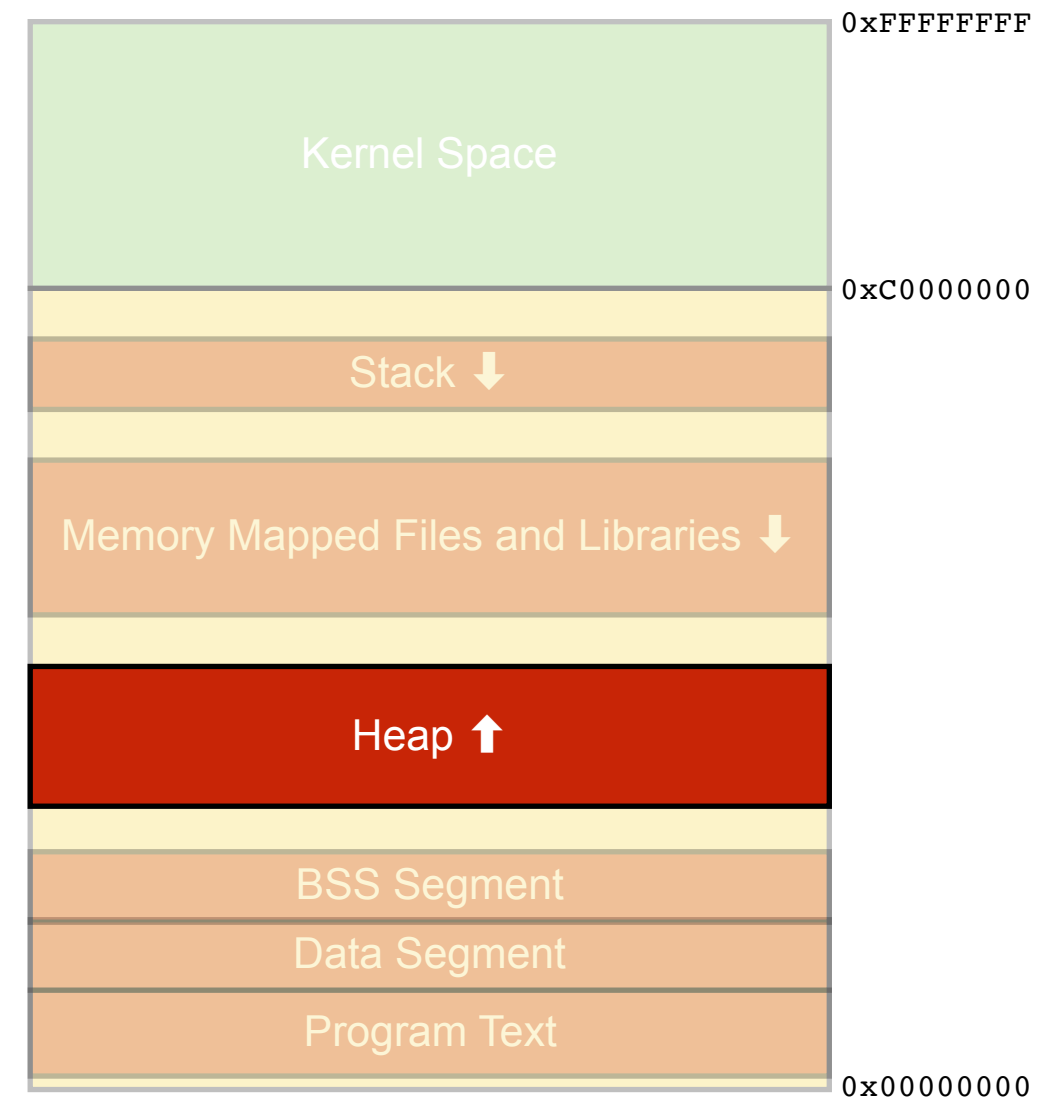 0xFFFFFFFF
Kernel Space
0xC0000000
Stack ⬇
Memory Mapped Files and Libraries ⬇
Heap ⬆
BSS Segment
Data Segment
Program Text
0x00000000